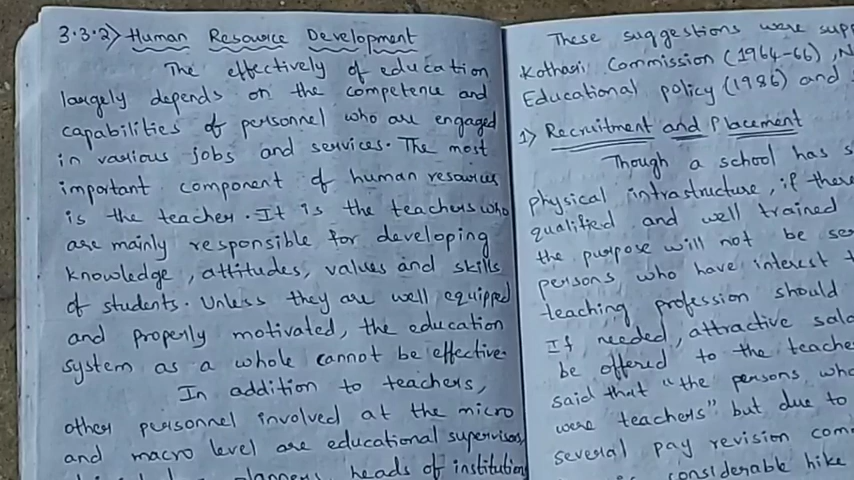 3.3.2> Human Resource Development
The effectively of education
largely depends on the competence and
capabilities of personnel who are engaged
in various jobs and services. The most
important component of human resources
is the teacher. It is the teachers who
are mainly responsible for developing
knowledge, attitudes, values and skills
of students. Unless they are well equipped
and properly motivated, the education
system as a whole cannot be effective.
In addition to teachers,
other personnel involved at the micro
and macro level are educational supervisors,
planners, heads of institution
These suggestions were supp
Kothari Commission (1964-66), N
Educational policy (1986) and
1> Recruitment and Placement
Though a school has s
physical intrastructure, if there
qualified and well trained
the purpose will not be se
persons who have interest t
teaching profession should
If needed, attractive sala
be offered to the teache
said that "the persons who
were teachers" but due to
several pay revision com
considerable hike